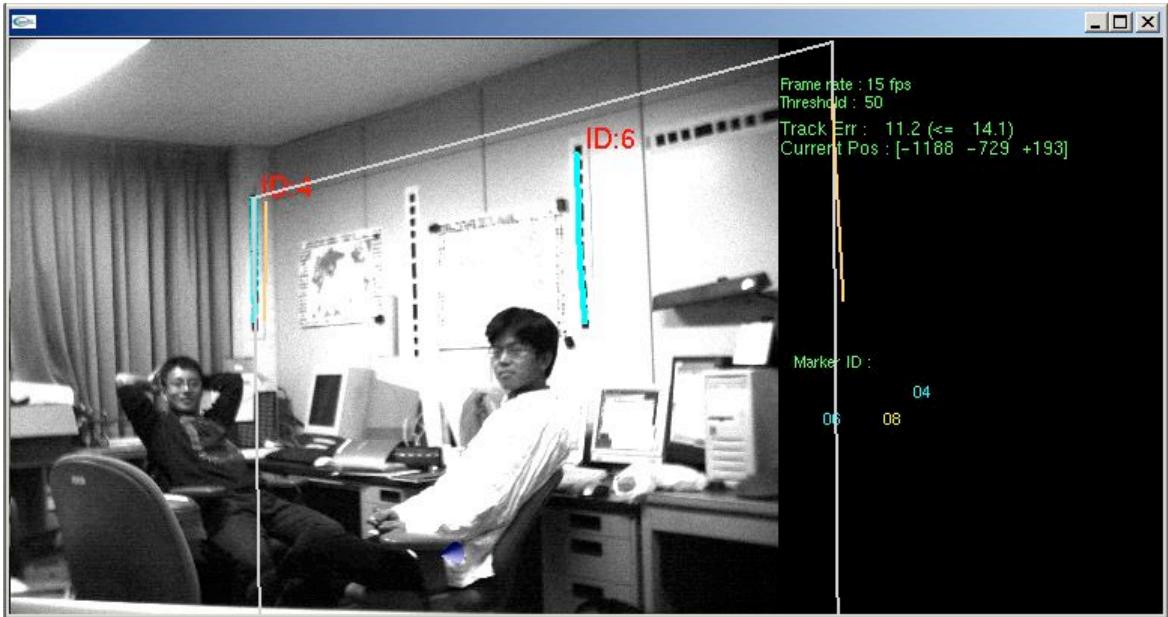 ID:6
ID:4
Frame rate : 15 fps
Threshold : 50
Track Err : 11.2 (<= 14.1)
Current Pos : [-1188 -729 +193]
Marker ID :
04
06 08